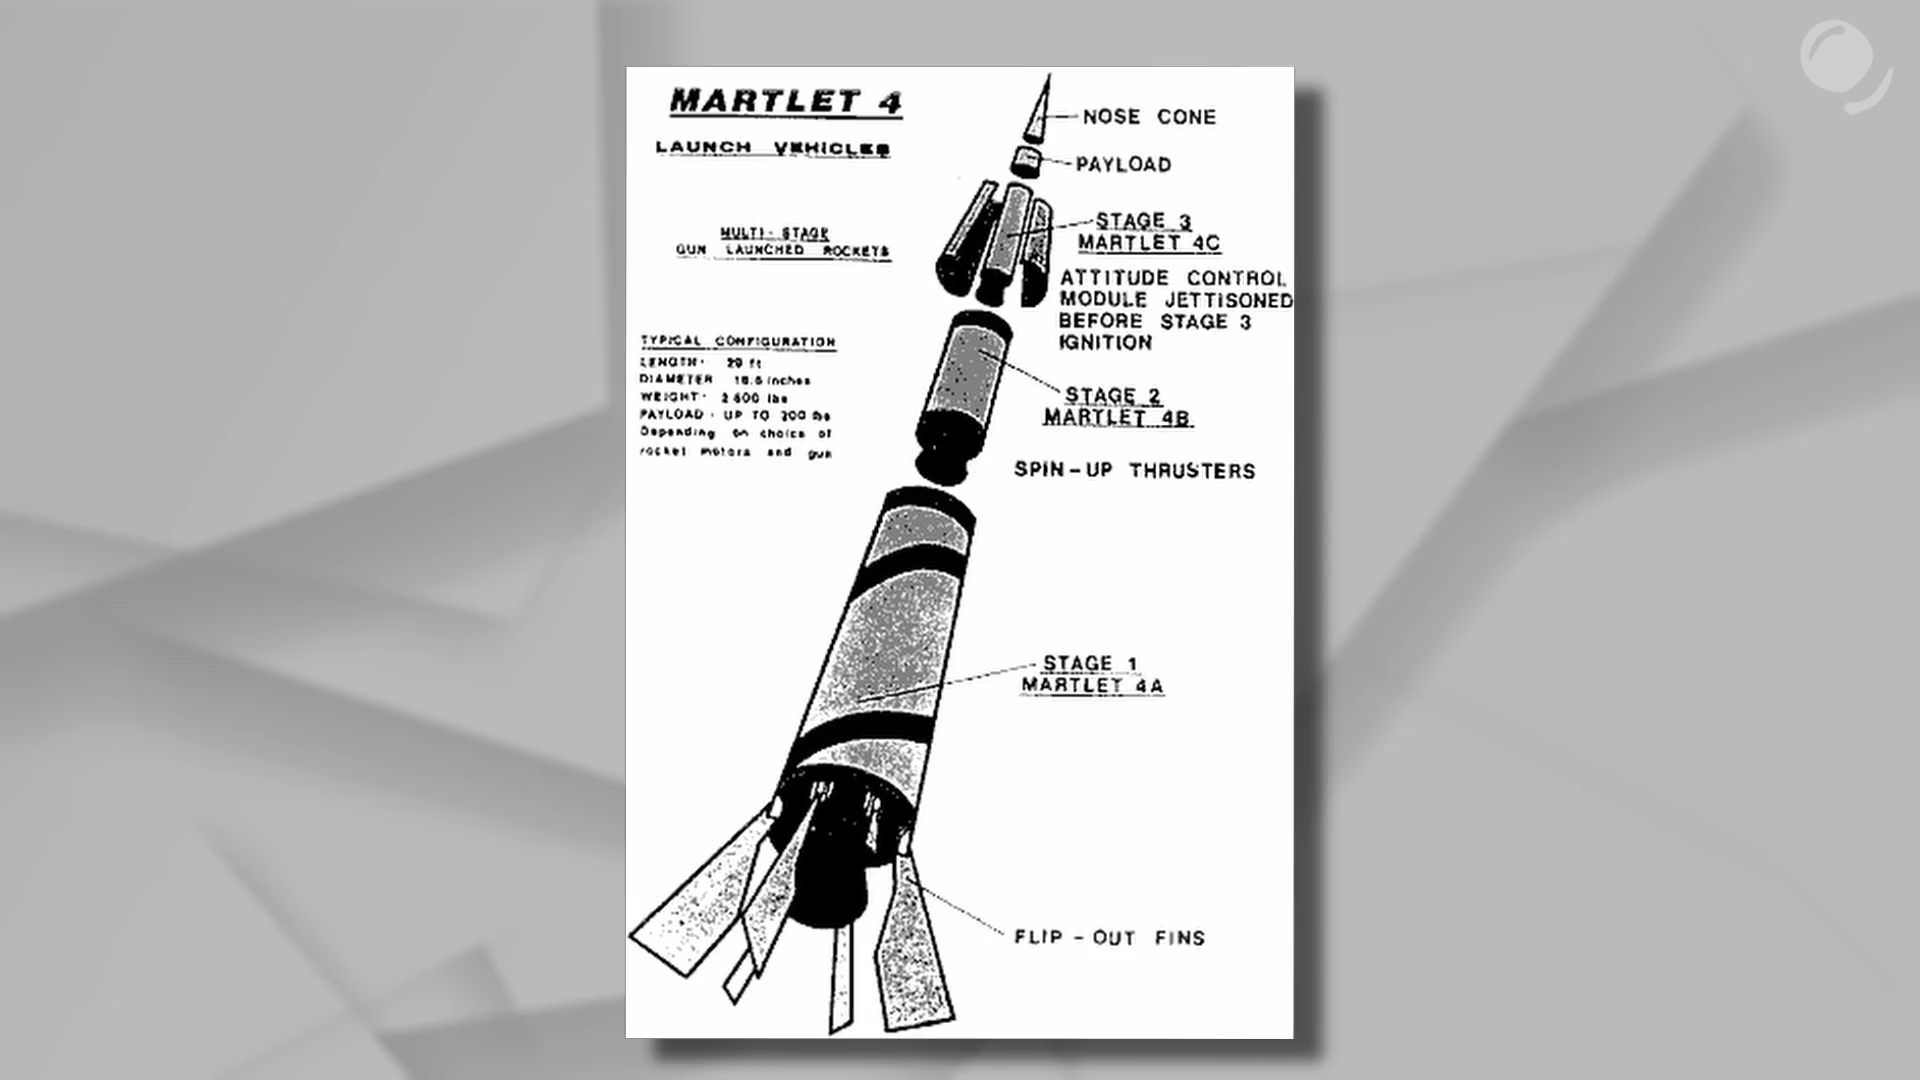 MARTLET 4
LAUNCH VEHICLES
MULTI-STAGE
GUN LAUNCHED ROCKETS
TYPICAL CONFIGURATION
LENGTH: 29 ft
DIAMETER 16.5 inches
WEIGHT: 2 600 lbs
PAYLOAD - UP TO 200 lbs
Depending on choice of
rocket motors and gun
NOSE CONE
PAYLOAD
STAGE 3
MARTLET 4C
ATTITUDE CONTROL
MODULE JETTISONED
BEFORE STAGE 3
IGNITION
STAGE 2
MARTLET 4B
SPIN-UP THRUSTERS
STAGE 1
MARTLET 4A
FLIP-OUT FINS